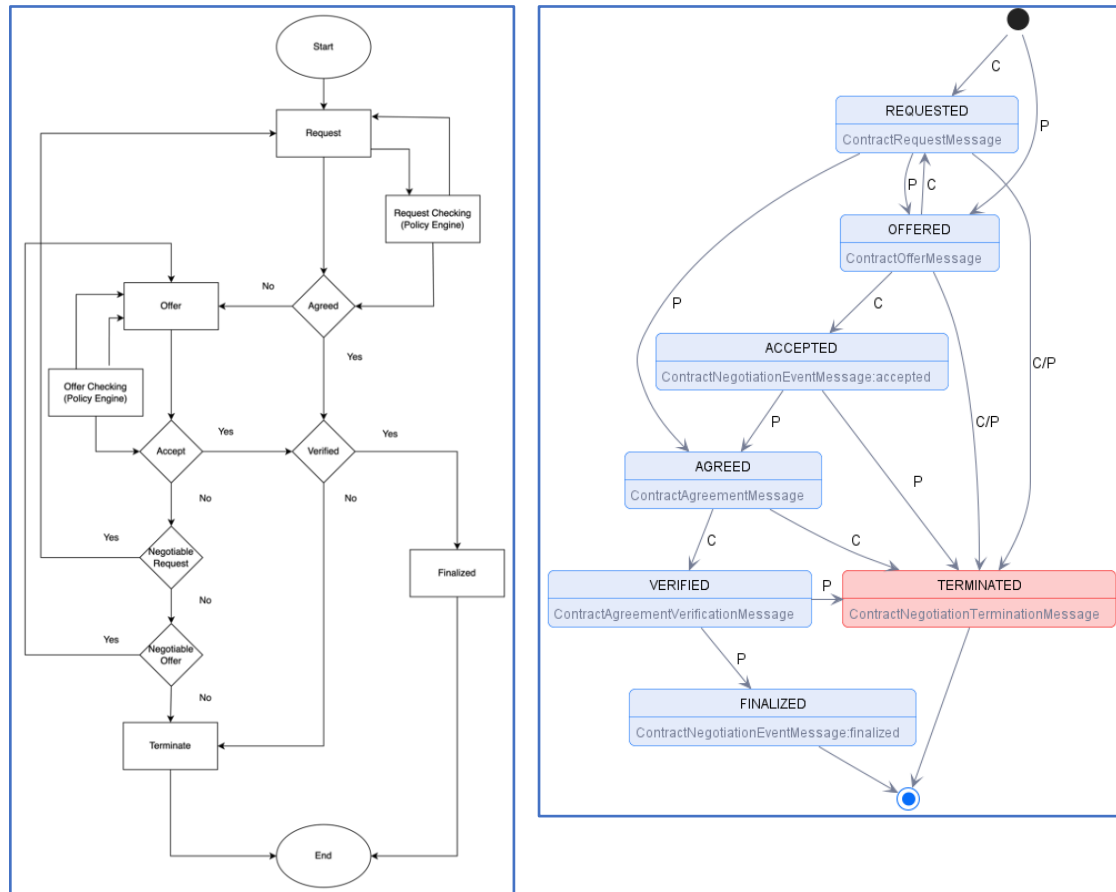 Start
Request
Request Checking
(Policy Engine)
No
Agreed
Offer
Yes
Offer Checking
(Policy Engine)
Yes
Yes
Accept
Verified
No
No
Yes
Negotiable
Request
Finalized
No
Yes
Negotiable
Offer
No
Terminate
End
C
REQUESTED
P
ContractRequestMessage
P
C
OFFERED
ContractOfferMessage
P
C
ACCEPTED
C/P
ContractNegotiationEventMessage:accepted
C/P
P
AGREED
P
ContractAgreementMessage
C
C
VERIFIED
P
TERMINATED
ContractAgreementVerificationMessage
ContractNegotiationTerminationMessage
P
FINALIZED
ContractNegotiationEventMessage:finalized